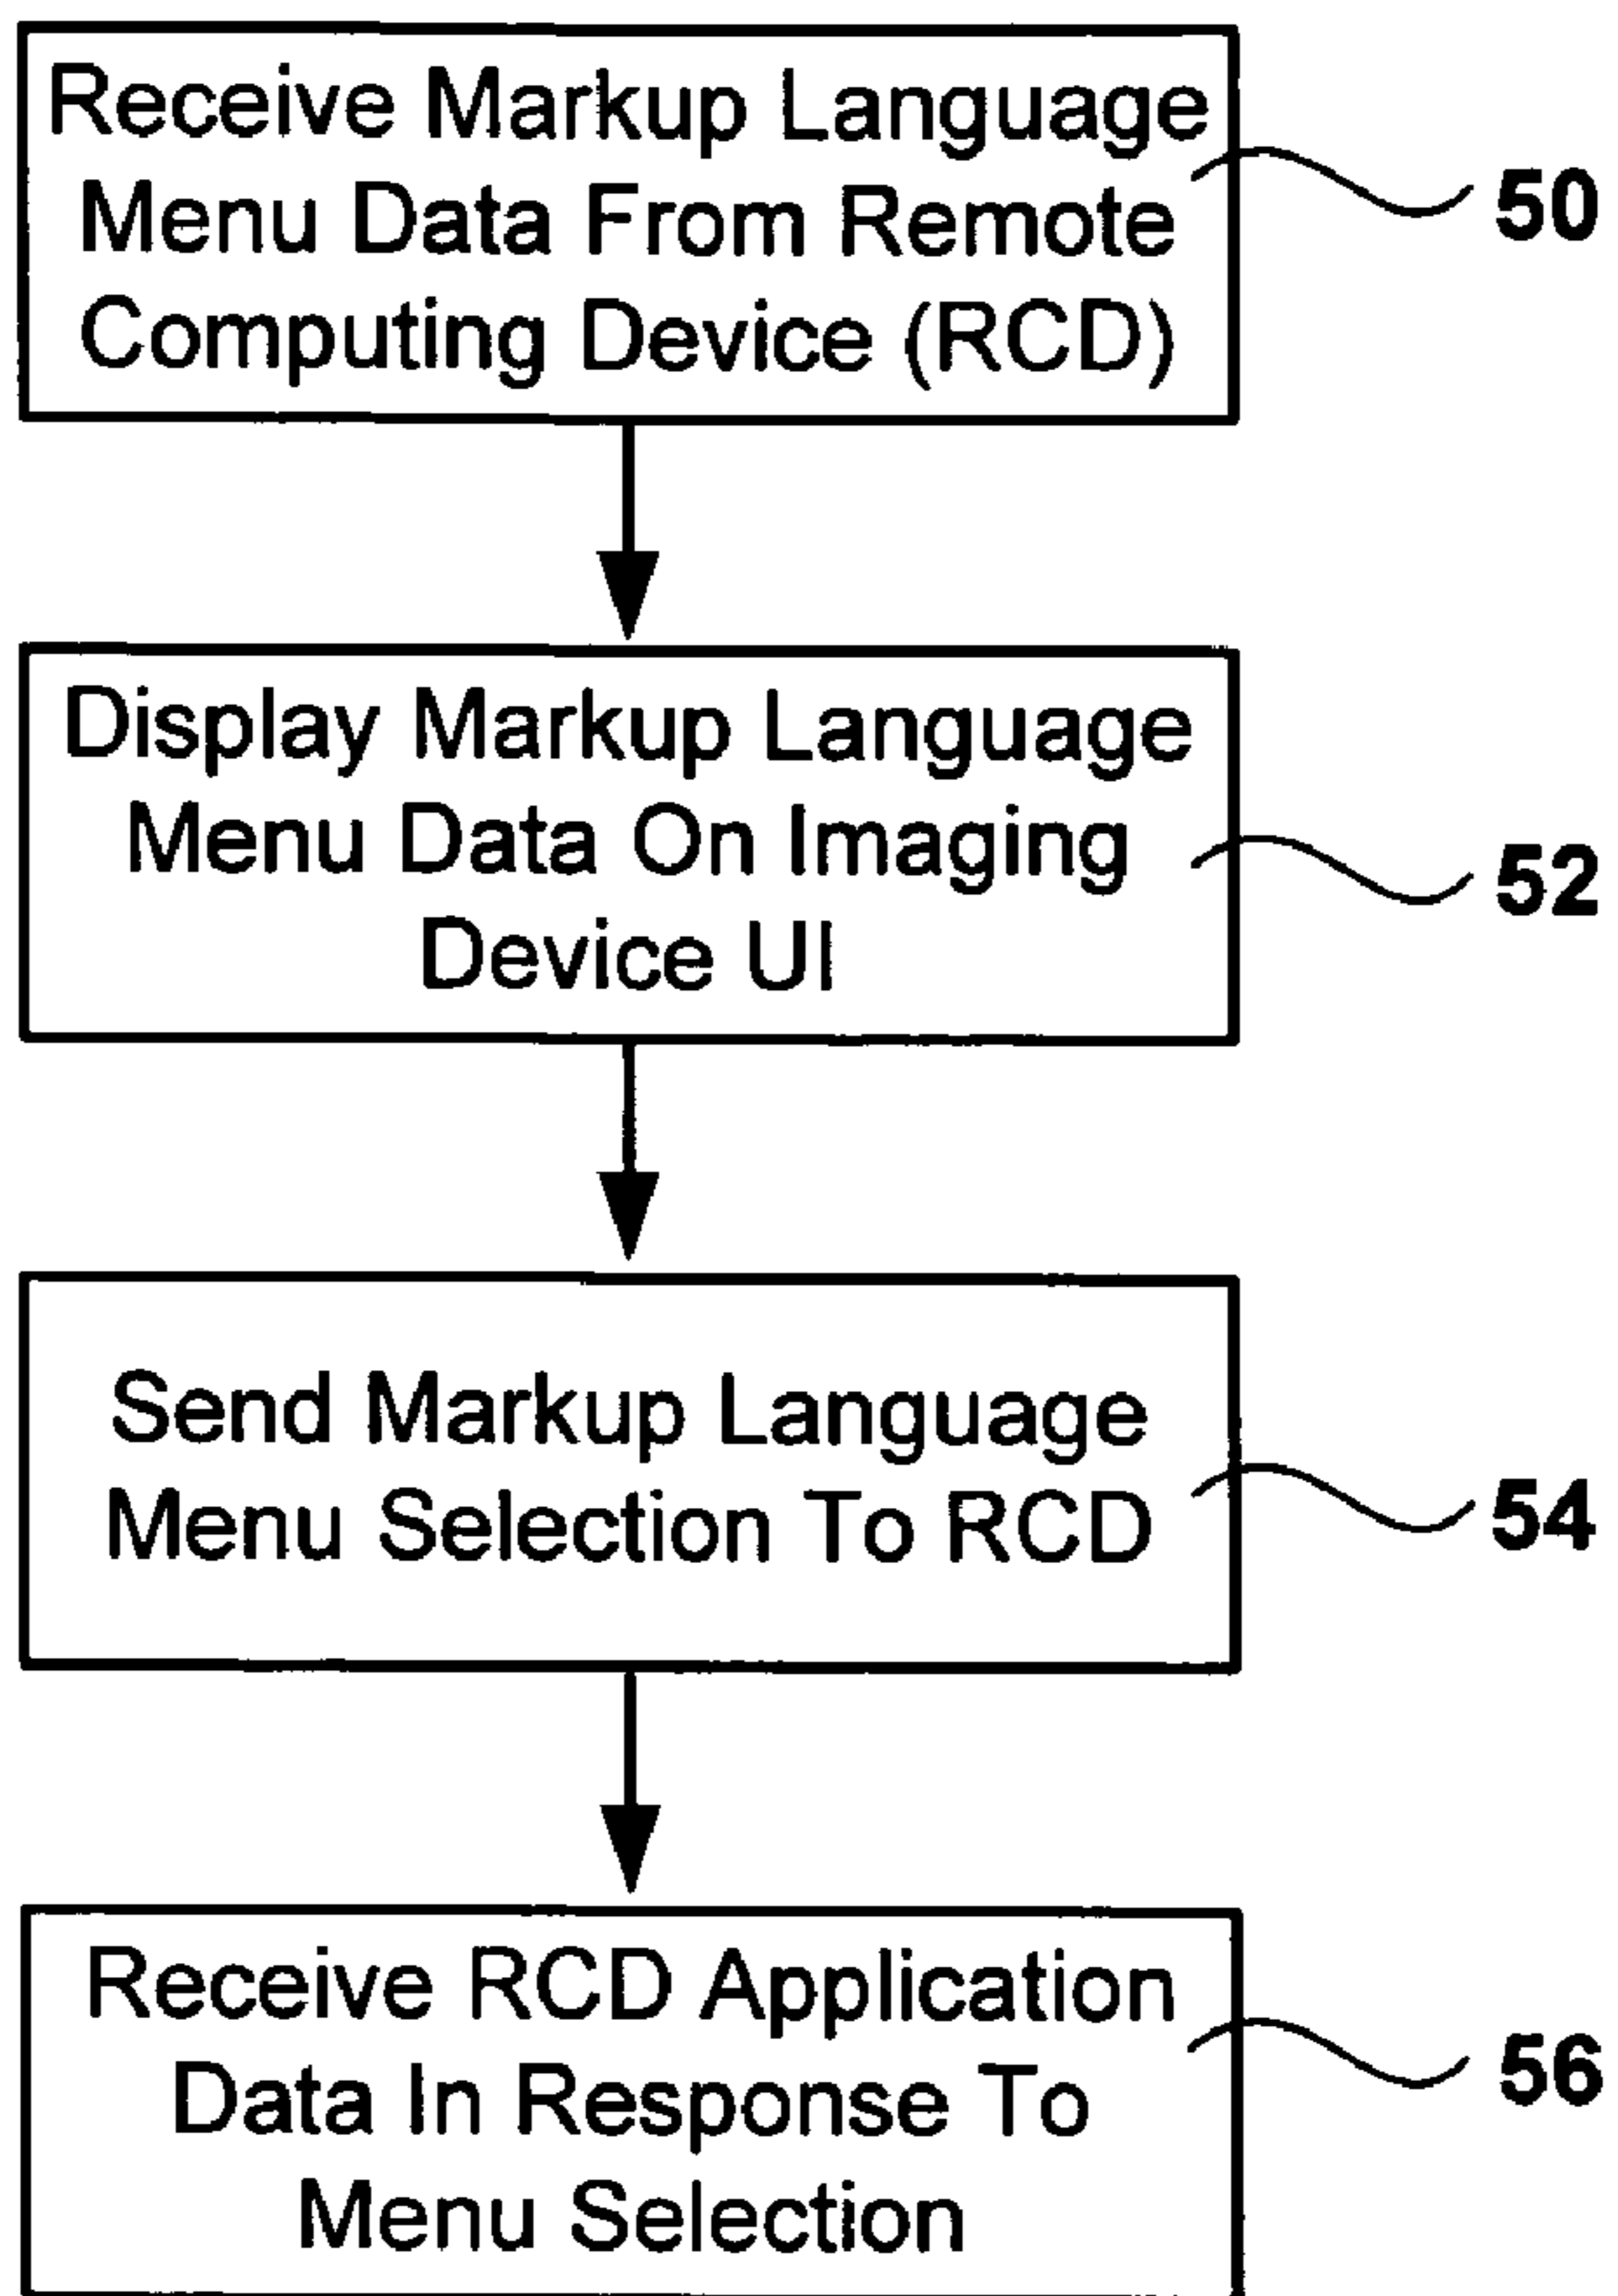 Receive Markup Language
Menu Data From Remote
Computing Device (RCD)
50
Display Markup Language
Menu Data On Imaging
Device UI
52
Send Markup Language
Menu Selection To RCD
54
Receive RCD Application
Data In Response To
Menu Selection
56